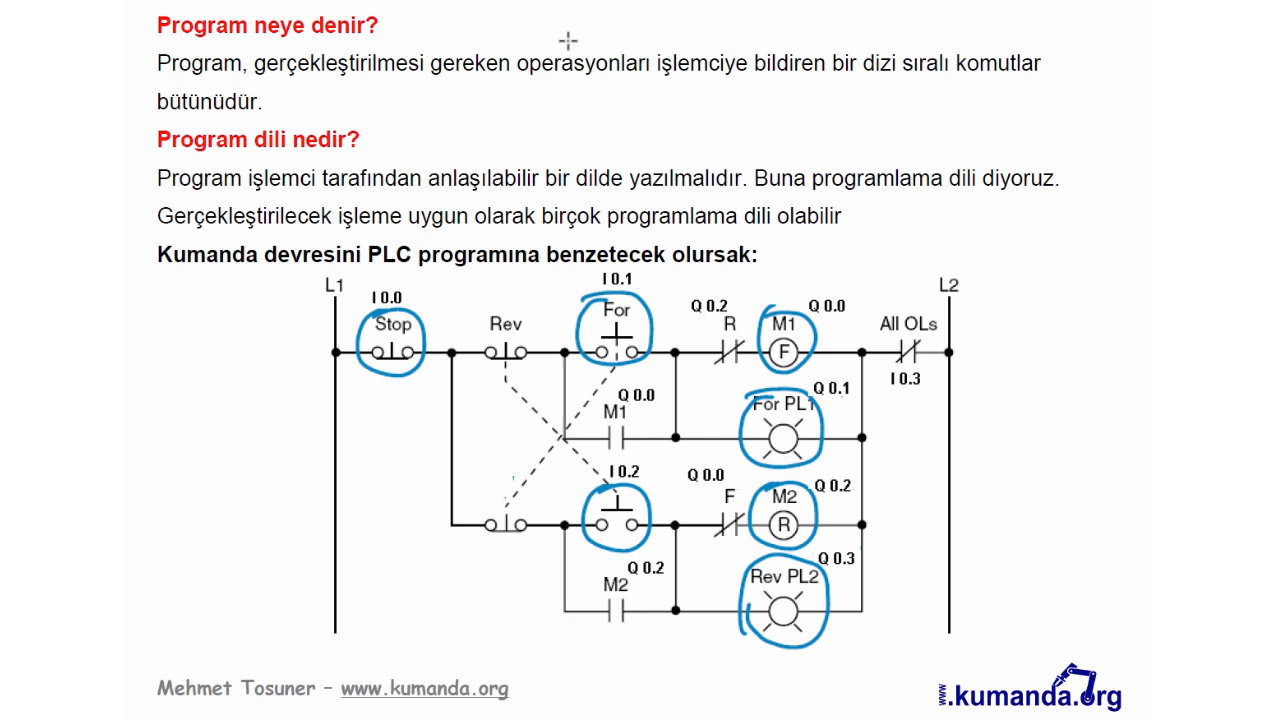 Program neye denir?
Program, gerçekleştirilmesi gereken operasyonları işlemciye bildiren bir dizi sıralı komutlar
bütünüdür.
Program dili nedir?
Program işlemci tarafından anlaşılabilir bir dilde yazılmalıdır. Buna programlama dili diyoruz.
Gerçekleştirilecek işleme uygun olarak birçok programlama dili olabilir
Kumanda devresini PLC programına benzetecek olursak:
L1
I 0.0
Stop
Rev
I 0.1
For
Q 0.2
R
M1
F
Q 0.0
All OLs
I 0.3
L2
Q 0.0
M1
For PL1
Q 0.1
I 0.2
Q 0.0
F
M2
R
Q 0.2
Q 0.2
M2
Rev PL2
Q 0.3
Mehmet Tosuner – www.kumanda.org
www.kumanda.org